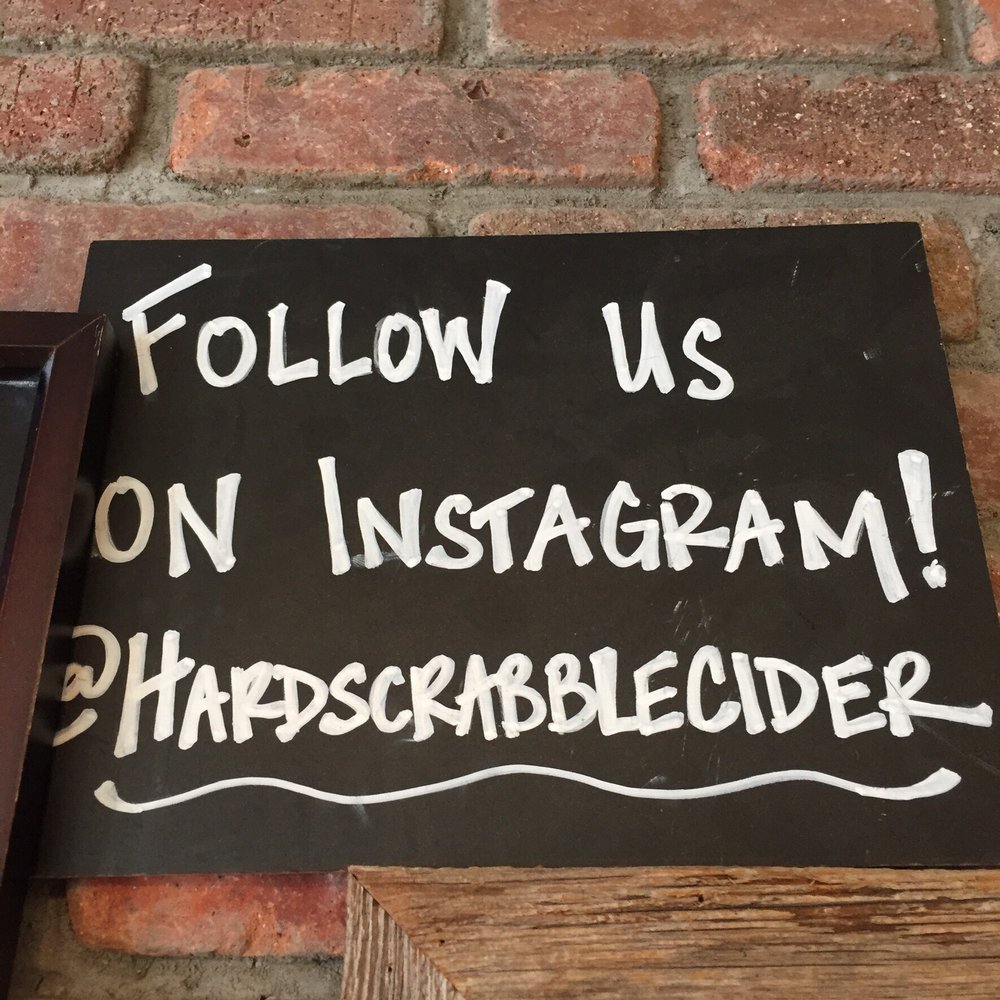 FOLLOW US
ON INSTAGRAM!
@HARDSCRABBLECIDER